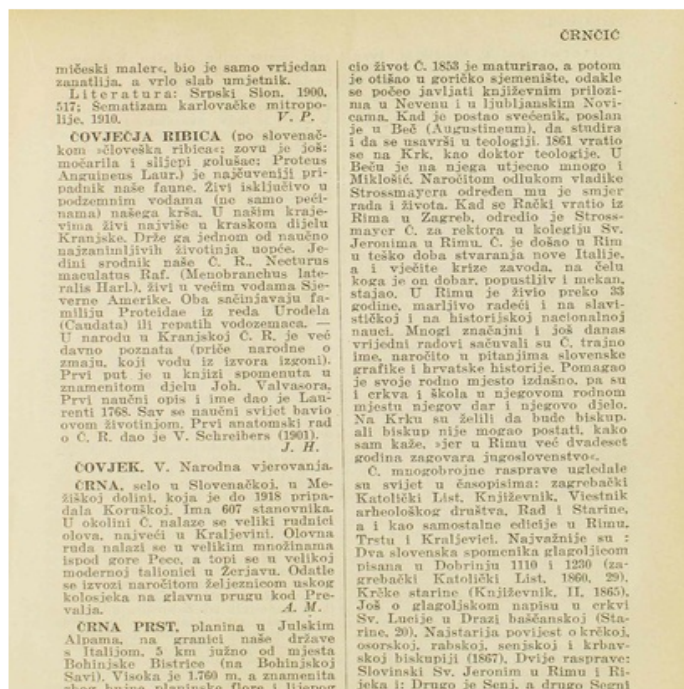 ČRNČIĆ
mičeski maler«, bio je samo vrijedan
zanatlija, a vrlo slab umjetnik.
Literatura: Srpski Sion, 1900,
517; Šematizam karlovačke mitropo-
lije, 1910. V. P.
ČOVJEČJA RIBICA (po slovenač-
kom »človeška ribica«; zovu je još:
močarila i slijepi golušac; Proteus
Anguineus Laur.) je najčuveniji pri-
padnik naše faune. Živi isključivo u
podzemnim vodama (ne samo peći-
nama) našega krša. U našim kraje-
vima živi najviše u kraskom dijelu
Kranjske. Drže ga jednom od naučno
najzanimljivih životinja uopće. Je-
dini srodnik naše Č. R., Necturus
maculatus Raf. (Menobranchus late-
ralis Harl.), živi u većim vodama Sje-
verne Amerike. Oba sačinjavaju fa-
miliju Proteidae iz reda Urodela
(Caudata) ili repatih vodozemaca. —
U narodu u Kranjskoj Č. R. je već
davno poznata (priče narodne o
zmaju, koji vodu iz izvora izgoni).
Prvi put je u knjizi spomenuta u
znamenitom djelu Joh. Valvasora.
Prvi naučni opis i ime dao je Lau-
renti 1768. Sav se naučni svijet bavio
ovom životinjom. Prvi anatomski rad
o Č. R. dao je V. Schreibers (1901).
J. H.
ČOVJEK. V. Narodna vjerovanja.
ČRNA, selo u Slovenačkoj, u Me-
žiškoj dolini, koja je do 1918 pripa-
dala Koruškoj. Ima 607 stanovnika.
U okolini Č. nalaze se veliki rudnici
olova, najveći u Kraljevini. Olovna
ruda nalazi se u velikim množinama
ispod gore Pece, a topi se u velikoj
modernoj talionici u Žerjavu. Odatle
se izvozi naročitom željeznicom uskog
kolosjeka na glavnu prugu kod Pre-
valja. A. M.
ČRNA PRST, planina u Julskim
Alpama, na granici naše države
s Italijom, 5 km južno od mjesta
Bohinjske Bistrice (na Bohinjskoj
Savi). Visoka je 1.760 m, a znamenita
zbog bujne planinske flore i lijepog
cio život Č. 1853 je maturirao, a potom
je otišao u goričko sjemenište, odakle
se počeo javljati književnim prilozi-
ma u Nevenu i u ljubljanskim Novi-
cama. Kad je postao svećenik, poslan
je u Beč (Augustineum), da studira
i da se usavrši u teologiji. 1861 vratio
se na Krk, kao doktor teologije. U
Beču je na njega utjecao mnogo i
Miklošić. Naročitom odlukom vladike
Strossmayera određen mu je smjer
rada i života. Kad se Rački vratio iz
Rima u Zagreb, odredio je Stross-
mayer Č. za rektora u kolegiju Sv.
Jeronima u Rimu. Č. je došao u Rim
u teško doba stvaranja nove Italije,
a i vječite krize zavoda, na čelu
koga je on dobar, popustljiv i mekan,
stajao. U Rimu je živio preko 33
godine, marljivo radeći i na slavi-
stičkoj i na historijskoj nacionalnoj
nauci. Mnogi značajni i još danas
vrijedni radovi sačuvali su Č. trajno
ime, naročito u pitanjima slovenske
grafike i hrvatske historije. Pomagao
je svoje rodno mjesto izdašno, pa su
i crkva i škola u njegovom rodnom
mjestu njegov dar i njegovo djelo.
Na Krku su želili da bude biskup,
ali biskup nije mogao postati, kako
sam kaže, »jer u Rimu već dvadeset
godina zagovara jugoslovenstvo«.
Č. mnogobrojne rasprave ugledale
su svijet u časopisima: zagrebački
Katolički List, Književnik, Viestnik
arheološkog društva, Rad i Starine,
a i kao samostalne edicije u Rimu,
Trstu i Kraljevici. Najvažnije su :
Dva slovenska spomenika glagoljicom
pisana u Dobrinju 1110 i 1230 (za-
grebački Katolički List, 1860, 29),
Krčke starine (Književnik, II, 1865),
Još o glagoljskom napisu u crkvi
Sv. Lucije u Drazi bašćanskoj (Sta-
rine, 20), Najstarija povijest o krčkoj,
osorskoj, rabskoj, senjskoj i krbav-
skoj biskupiji (1867), Dvije rasprave:
Slovinski Sv. Jeronim u Rimu i Ri-
jeka i: Drugo je Senj, a drugo Segni